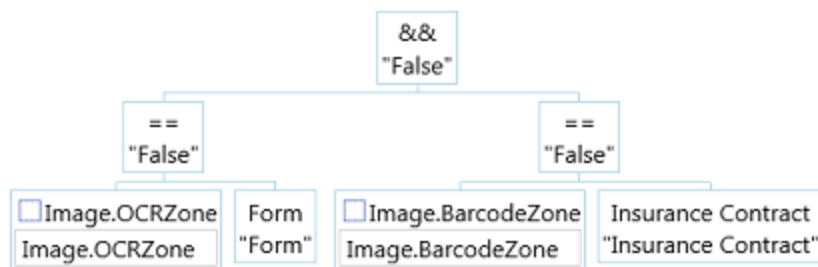 &&
"False"
==
"False"
==
"False"
Image.OCRZone
Image.OCRZone
Form
"Form"
Image.BarcodeZone
Image.BarcodeZone
Insurance Contract
"Insurance Contract"